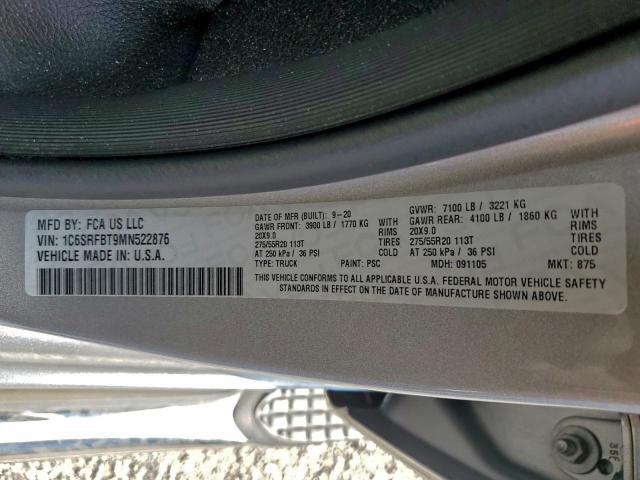 MFD BY: FCA US LLC
VIN: 1C6SRFBT9MN522876
VEHICLE MADE IN U.S.A.
DATE OF MFR (BUILT): 9-20
GAWR FRONT: 3900 LB / 1770 KG WITH
20X9.0 RIMS
275/55R20 113T TIRES
AT 250 kPa / 36 PSI COLD
TYPE: TRUCK PAINT: PSC
GVWR: 7100 LB / 3221 KG
GAWR REAR: 4100 LB / 1860 KG WITH
20X9.0 RIMS
275/55R20 113T TIRES
AT 250 kPa / 36 PSI COLD
MDH: 091105 MKT: 875
THIS VEHICLE CONFORMS TO ALL APPLICABLE U.S.A. FEDERAL MOTOR VEHICLE SAFETY
STANDARDS IN EFFECT ON THE DATE OF MANUFACTURE SHOWN ABOVE.